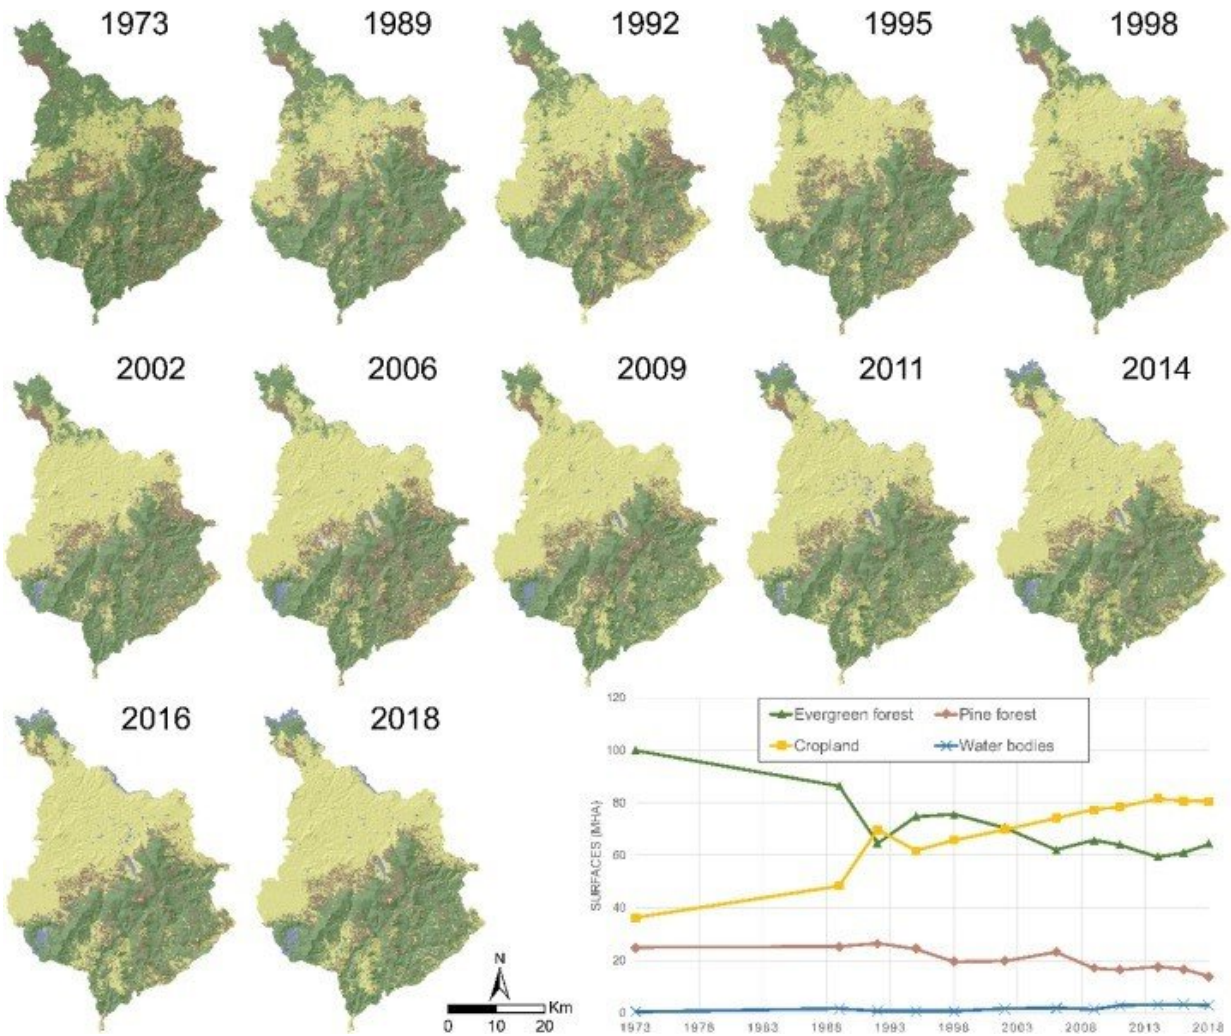 1973 1989 1992 1995 1998
2002 2006 2009 2011 2014
2016 2018
N
Km
0 10 20
120
100
80
60
40
20
0
SURFACES (MHA)
Evergreen forest Pine forest
Cropland Water bodies
1973 1978 1983 1988 1993 1998 2003 2008 2013 2018